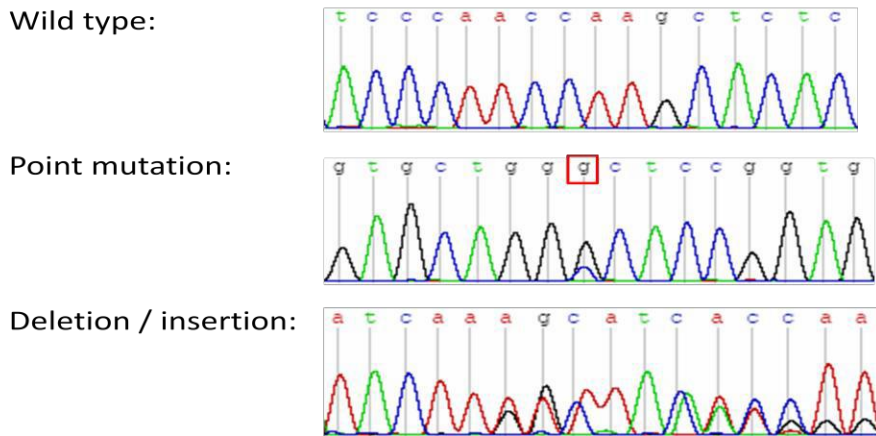 t c c c a a c c a a g c t c t c
Wild type:
g t g c t g g g c t c c g g t g
Point mutation:
a t c a a a g c a t c a c c a a
Deletion / insertion: